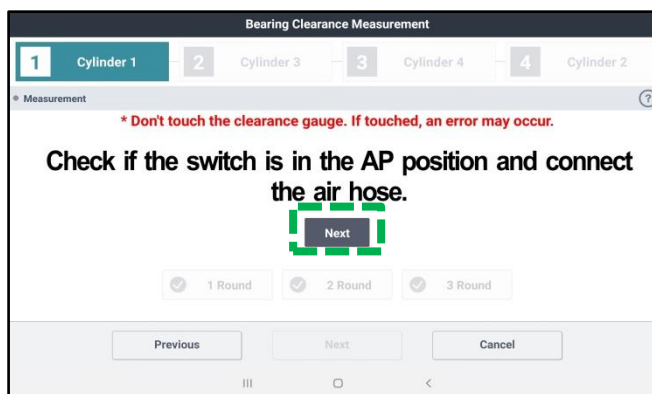 Bearing Clearance Measurement
1 Cylinder 1 2 Cylinder 3 3 Cylinder 4 4 Cylinder 2
Measurement ?
* Don't touch the clearance gauge. If touched, an error may occur.
Check if the switch is in the AP position and connect
the air hose.
Next
1 Round 2 Round 3 Round
Previous Next Cancel